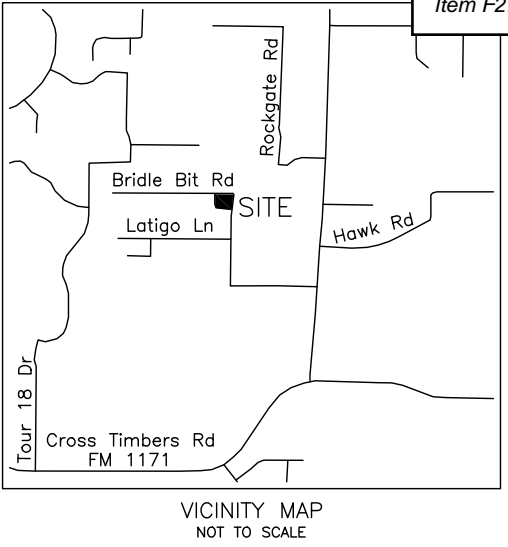 Item F2.
Rockgate Rd
Bridle Bit Rd
SITE
Latigo Ln
Hawk Rd
Tour 18 Dr
Cross Timbers Rd
FM 1171
VICINITY MAP
NOT TO SCALE